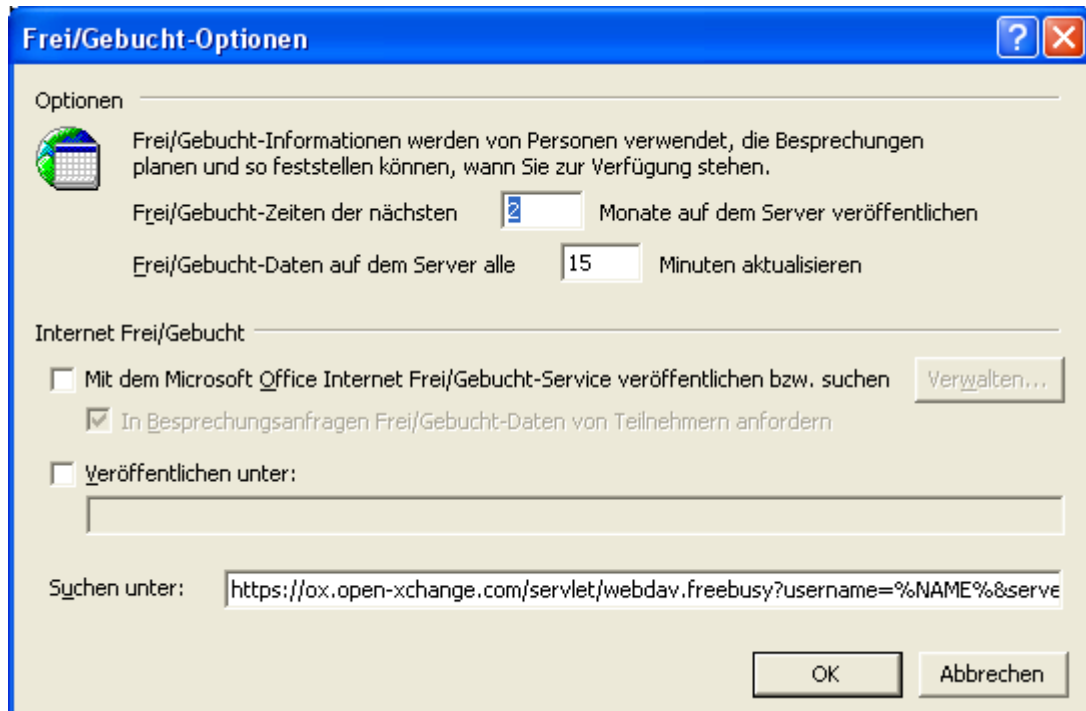 Frei/Gebucht-Optionen
Optionen
Frei/Gebucht-Informationen werden von Personen verwendet, die Besprechungen
planen und so feststellen können, wann Sie zur Verfügung stehen.
Frei/Gebucht-Zeiten der nächsten 2 Monate auf dem Server veröffentlichen
Frei/Gebucht-Daten auf dem Server alle 15 Minuten aktualisieren
Internet Frei/Gebucht
Mit dem Microsoft Office Internet Frei/Gebucht-Service veröffentlichen bzw. suchen Verwalten...
In Besprechungsanfragen Frei/Gebucht-Daten von Teilnehmern anfordern
Veröffentlichen unter:
Suchen unter: https://ox.open-xchange.com/servlet/webdav.freebusy?username=%NAME%&serve
OK Abbrechen